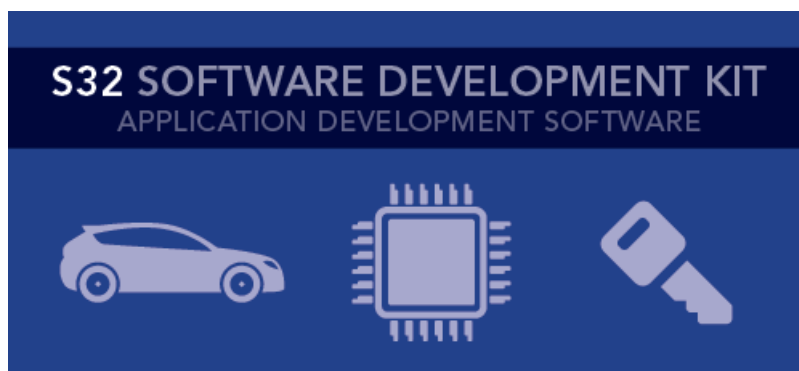 S32 SOFTWARE DEVELOPMENT KIT
APPLICATION DEVELOPMENT SOFTWARE